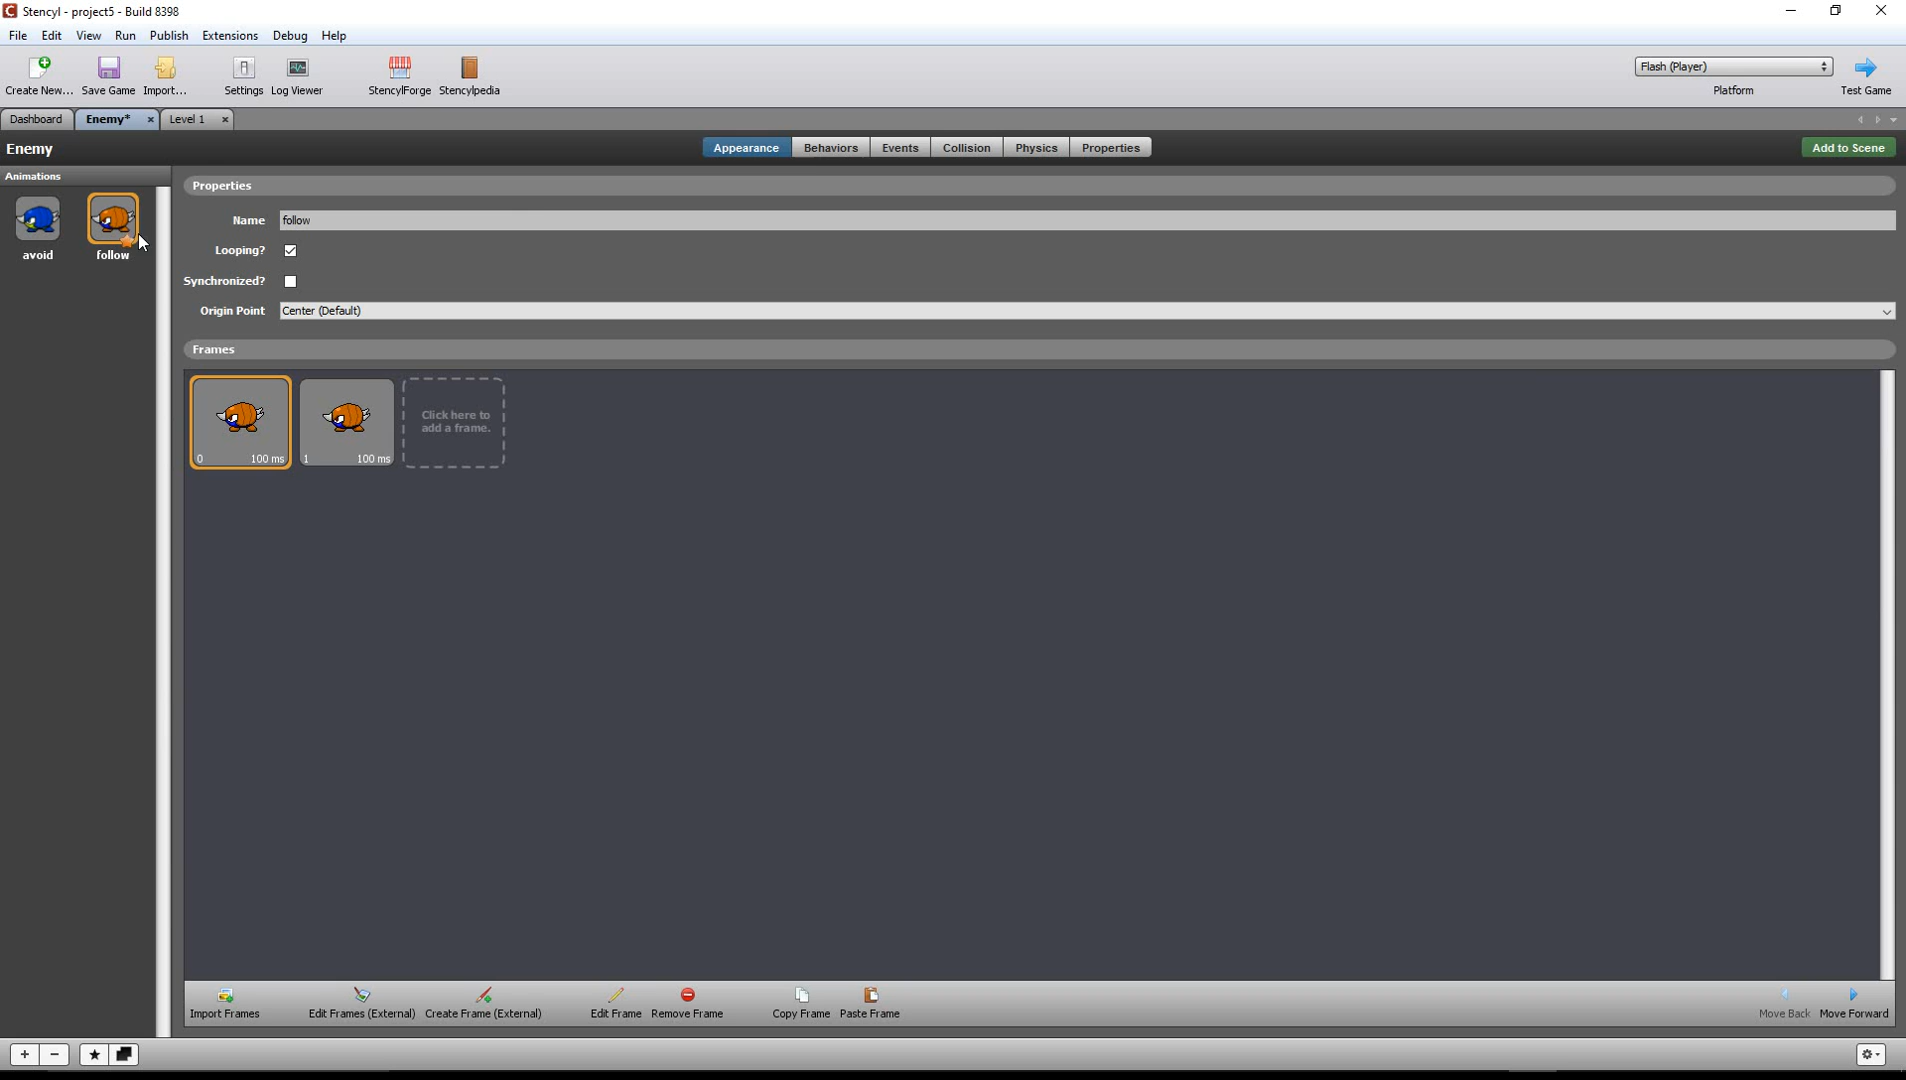 Stencyl - project5 - Build 8398
File Edit View Run Publish Extensions Debug Help
Create New... Save Game Import... Settings Log Viewer StencylForge Stencylpedia
Flash (Player)
Platform
Test Game
Dashboard Enemy* Level 1
Enemy
Appearance Behaviors Events Collision Physics Properties
Add to Scene
Animations
avoid follow
Properties
Name follow
Looping?
Synchronized?
Origin Point Center (Default)
Frames
0 100 ms
1 100 ms
Click here to
add a frame.
Import Frames Edit Frames (External) Create Frame (External) Edit Frame Remove Frame Copy Frame Paste Frame Move Back Move Forward